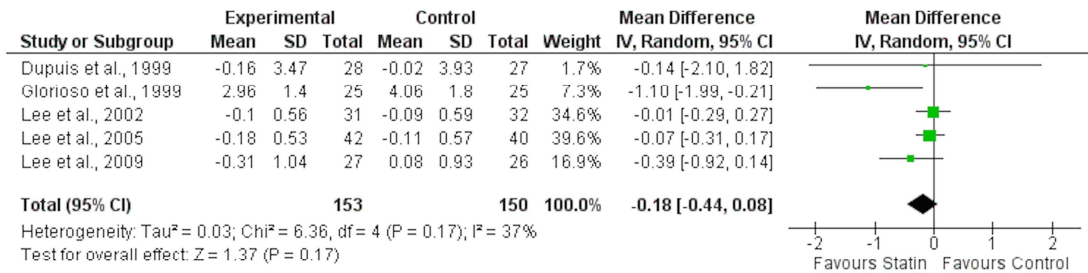 Experimental Control Mean Difference Mean Difference
Study or Subgroup Mean SD Total Mean SD Total Weight IV, Random, 95% CI IV, Random, 95% CI
Dupuis et al., 1999 -0.16 3.47 28 -0.02 3.93 27 1.7% -0.14 [-2.10, 1.82]
Glorioso et al., 1999 2.96 1.4 25 4.06 1.8 25 7.3% -1.10 [-1.99, -0.21]
Lee et al., 2002 -0.1 0.56 31 -0.09 0.59 32 34.6% -0.01 [-0.29, 0.27]
Lee et al., 2005 -0.18 0.53 42 -0.11 0.57 40 39.6% -0.07 [-0.31, 0.17]
Lee et al., 2009 -0.31 1.04 27 0.08 0.93 26 16.9% -0.39 [-0.92, 0.14]
Total (95% CI) 153 150 100.0% -0.18 [-0.44, 0.08]
Heterogeneity: Tau² = 0.03; Chi² = 6.36, df = 4 (P = 0.17); I² = 37%
Test for overall effect: Z = 1.37 (P = 0.17)
-2 -1 0 1 2
Favours Statin Favours Control